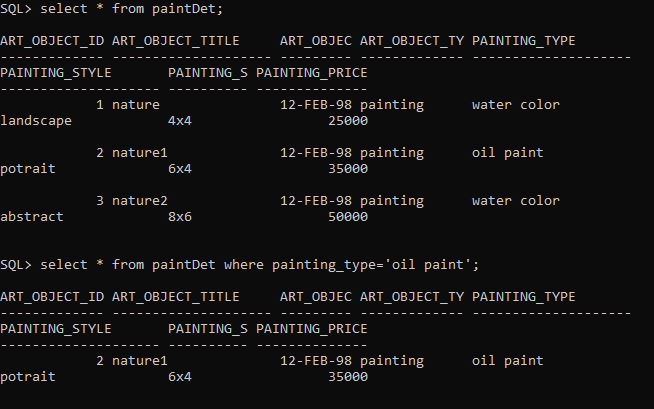 SQL> select * from paintDet;
ART_OBJECT_ID ART_OBJECT_TITLE     ART_OBJEC ART_OBJECT_TY PAINTING_TYPE
------------- -------------------- --------- ------------- --------------------
PAINTING_STYLE       PAINTING_S PAINTING_PRICE
-------------------- ---------- --------------
            1 nature               12-FEB-98 painting      water color
landscape            4x4                 25000
            2 nature1              12-FEB-98 painting      oil paint
potrait              6x4                 35000
            3 nature2              12-FEB-98 painting      water color
abstract             8x6                 50000
SQL> select * from paintDet where painting_type='oil paint';
ART_OBJECT_ID ART_OBJECT_TITLE     ART_OBJEC ART_OBJECT_TY PAINTING_TYPE
------------- -------------------- --------- ------------- --------------------
PAINTING_STYLE       PAINTING_S PAINTING_PRICE
-------------------- ---------- --------------
            2 nature1              12-FEB-98 painting      oil paint
potrait              6x4                 35000